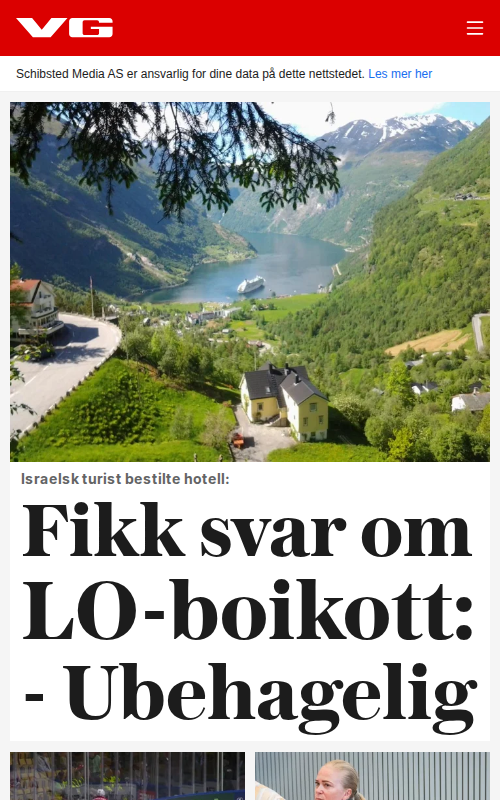 VG
Schibsted Media AS er ansvarlig for dine data på dette nettstedet. Les mer her
Israelsk turist bestilte hotell:
Fikk svar om
LO-boikott:
- Ubehagelig